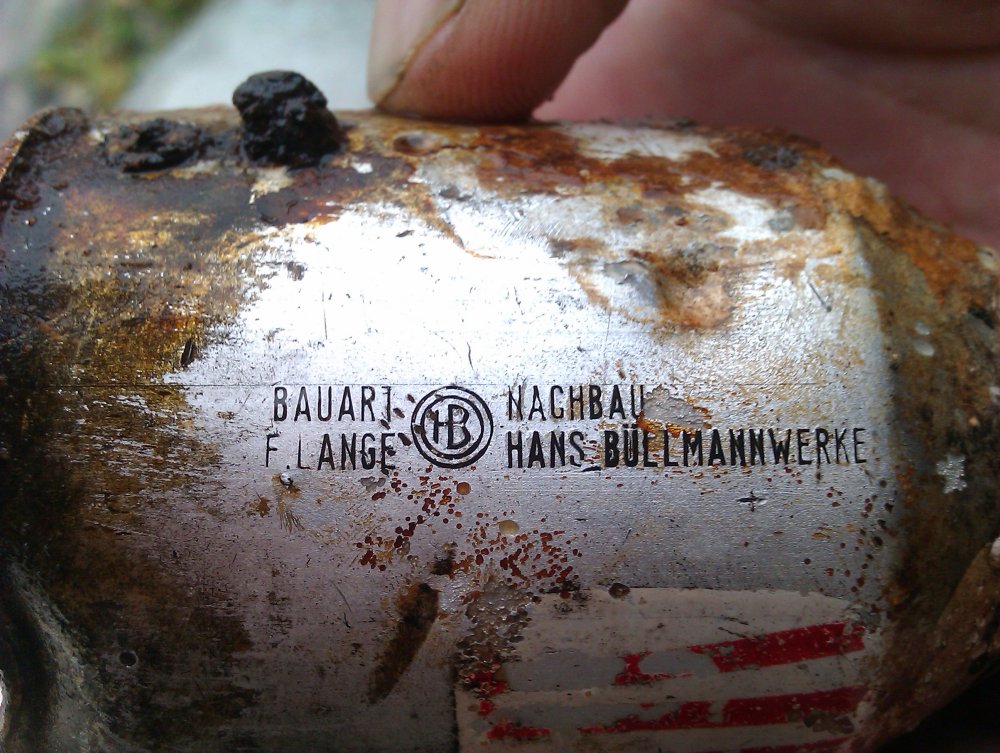 BAUART
F. LANGE
HB
NACHBAU
HANS BÜLLMANNWERKE